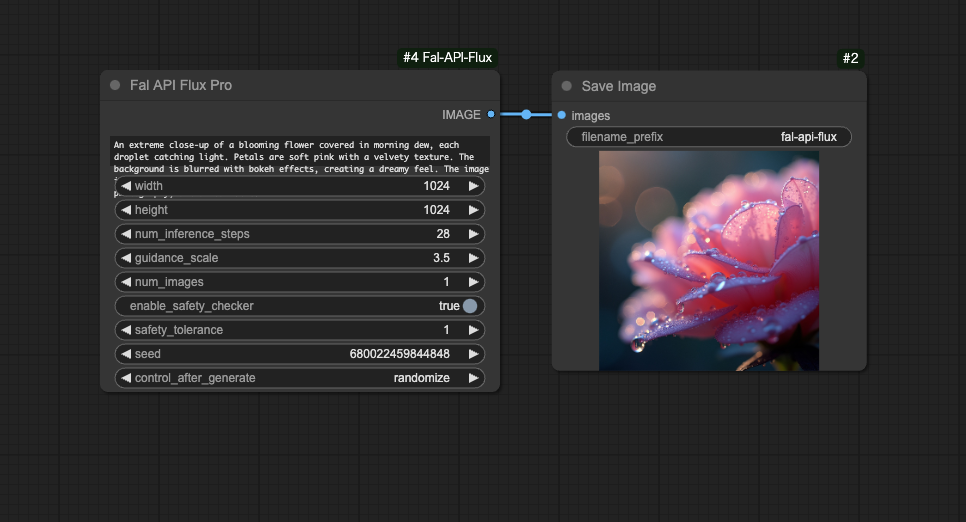 #4 Fal-API-Flux
#2
Fal API Flux Pro
IMAGE
An extreme close-up of a blooming flower covered in morning dew, each
droplet catching light. Petals are soft pink with a velvety texture. The
background is blurred with bokeh effects, creating a dreamy feel. The image
width 1024
height 1024
num_inference_steps 28
guidance_scale 3.5
num_images 1
enable_safety_checker true
safety_tolerance 1
seed 680022459844848
control_after_generate randomize
Save Image
images
filename_prefix fal-api-flux